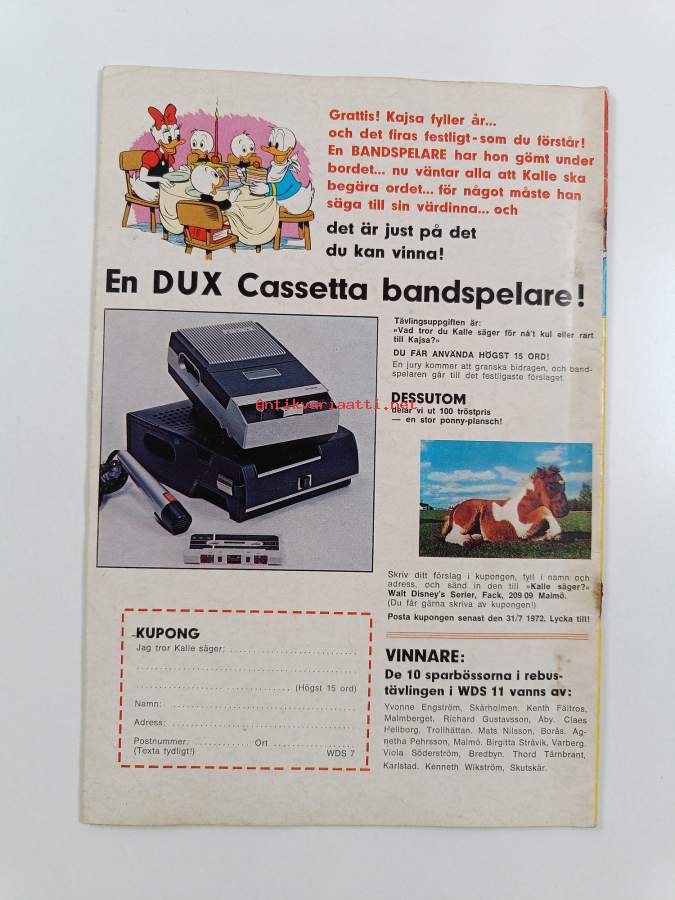 Grattis! Kajsa fyller år...
och det firas festligt-som du förstår!
En BANDSPELARE har hon gömt under
bordet... nu väntar alla att Kalle ska
begära ordet... för något måste han
säga till sin värdinna... och
det är just på det
du kan vinna!
En DUX Cassetta bandspelare!
Tävlingsuppgiften är:
»Vad tror du Kalle säger för nå't kul eller rart
till Kajsa?»
DU FÅR ANVÄNDA HÖGST 15 ORD!
En jury kommer att granska bidragen, och band-
spelaren går till det festligaste förslaget.
DESSUTOM
delar vi ut 100 tröstpris
— en stor ponny-plansch!
Antikvariaatti.net
Skriv ditt förslag i kupongen, fyll i namn och
adress, och sänd in den till »Kalle säger?»
Walt Disney's Serier, Fack, 209 09 Malmö.
(Du får gärna skriva av kupongen!)
Posta kupongen senast den 31/7 1972. Lycka till!
KUPONG
Jag tror Kalle säger:
(Högst 15 ord)
Namn:
Adress:
Postnummer: Ort
(Texta tydligt!) WDS 7
VINNARE:
De 10 sparbössorna i rebus-
tävlingen i WDS 11 vanns av:
Yvonne Engström, Skärholmen. Kenth Fältros,
Malmberget. Richard Gustavsson, Åby. Claes
Hellborg, Trollhättan. Mats Nilsson, Borås. Ag-
netha Pehrsson, Malmö. Birgitta Stråvik, Varberg.
Viola Söderström, Bredbyn. Thord Tärnbrant,
Karlstad. Kenneth Wikström, Skutskär.